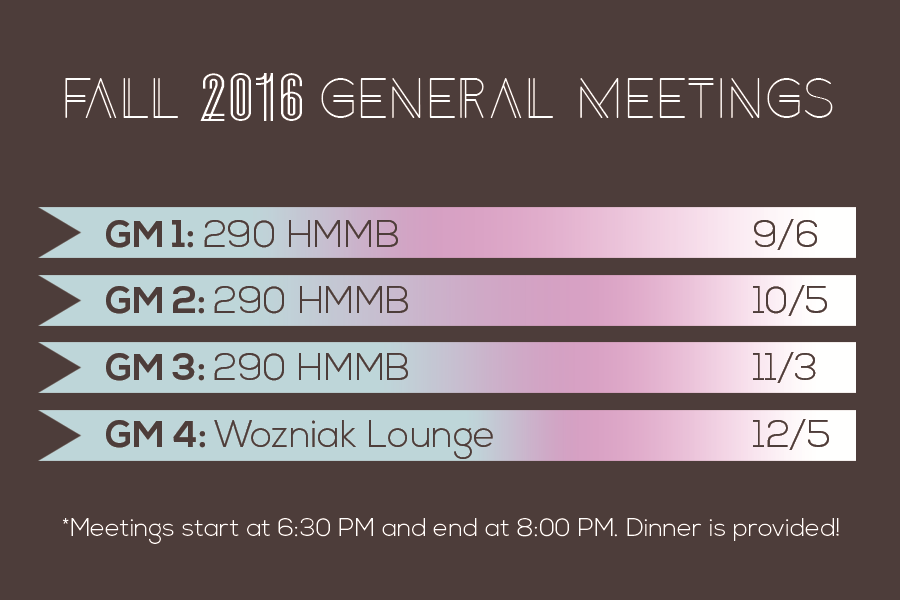 FALL 2016 GENERAL MEETINGS
GM 1: 290 HMMB 9/6
GM 2: 290 HMMB 10/5
GM 3: 290 HMMB 11/3
GM 4: Wozniak Lounge 12/5
*Meetings start at 6:30 PM and end at 8:00 PM. Dinner is provided!